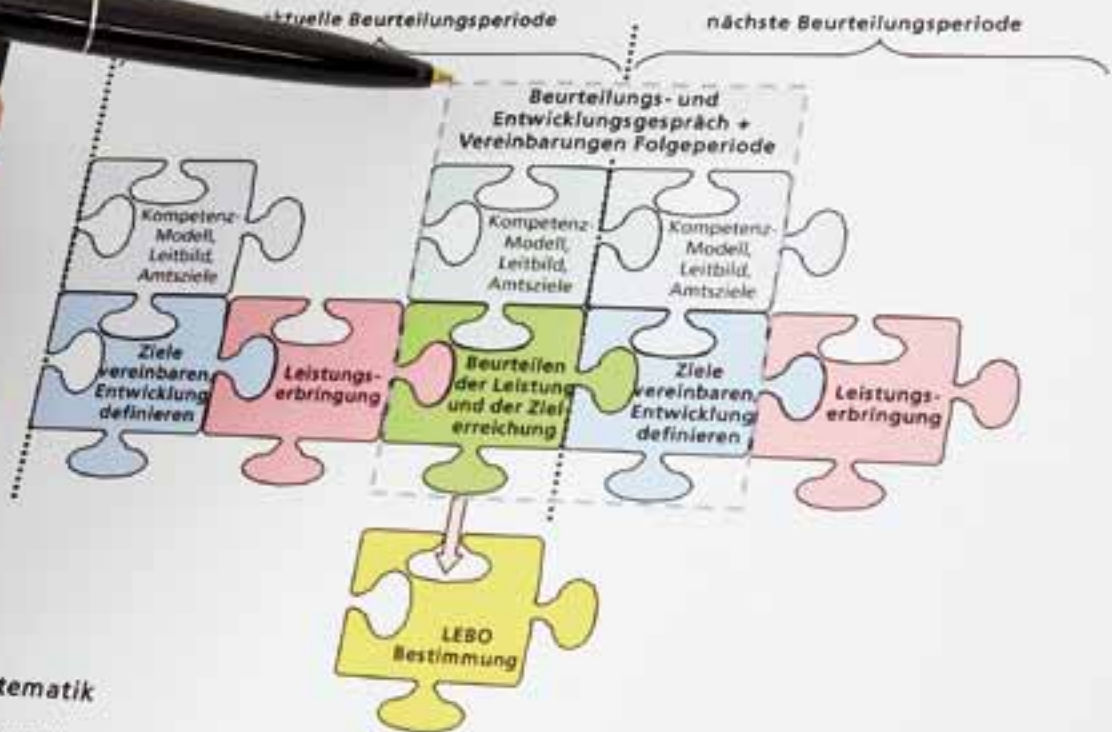 aktuelle Beurteilungsperiode
nächste Beurteilungsperiode
Beurteilungs- und
Entwicklungsgespräch +
Vereinbarungen Folgeperiode
Kompetenz-
Modell,
Leitbild,
Amtsziele
Kompetenz-
Modell,
Leitbild,
Amtsziele
Kompetenz-
Modell,
Leitbild,
Amtsziele
Ziele
vereinbaren,
Entwicklung
definieren
Leistungs-
erbringung
Beurteilen
der Leistung
und der Ziel-
erreichung
Ziele
vereinbaren,
Entwicklung
definieren
Leistungs-
erbringung
LEBO
Bestimmung
tematik